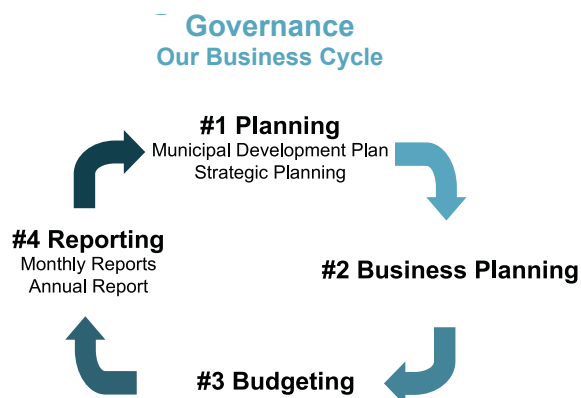 Governance
Our Business Cycle
#1 Planning
Municipal Development Plan
Strategic Planning
#2 Business Planning
#3 Budgeting
#4 Reporting
Monthly Reports
Annual Report